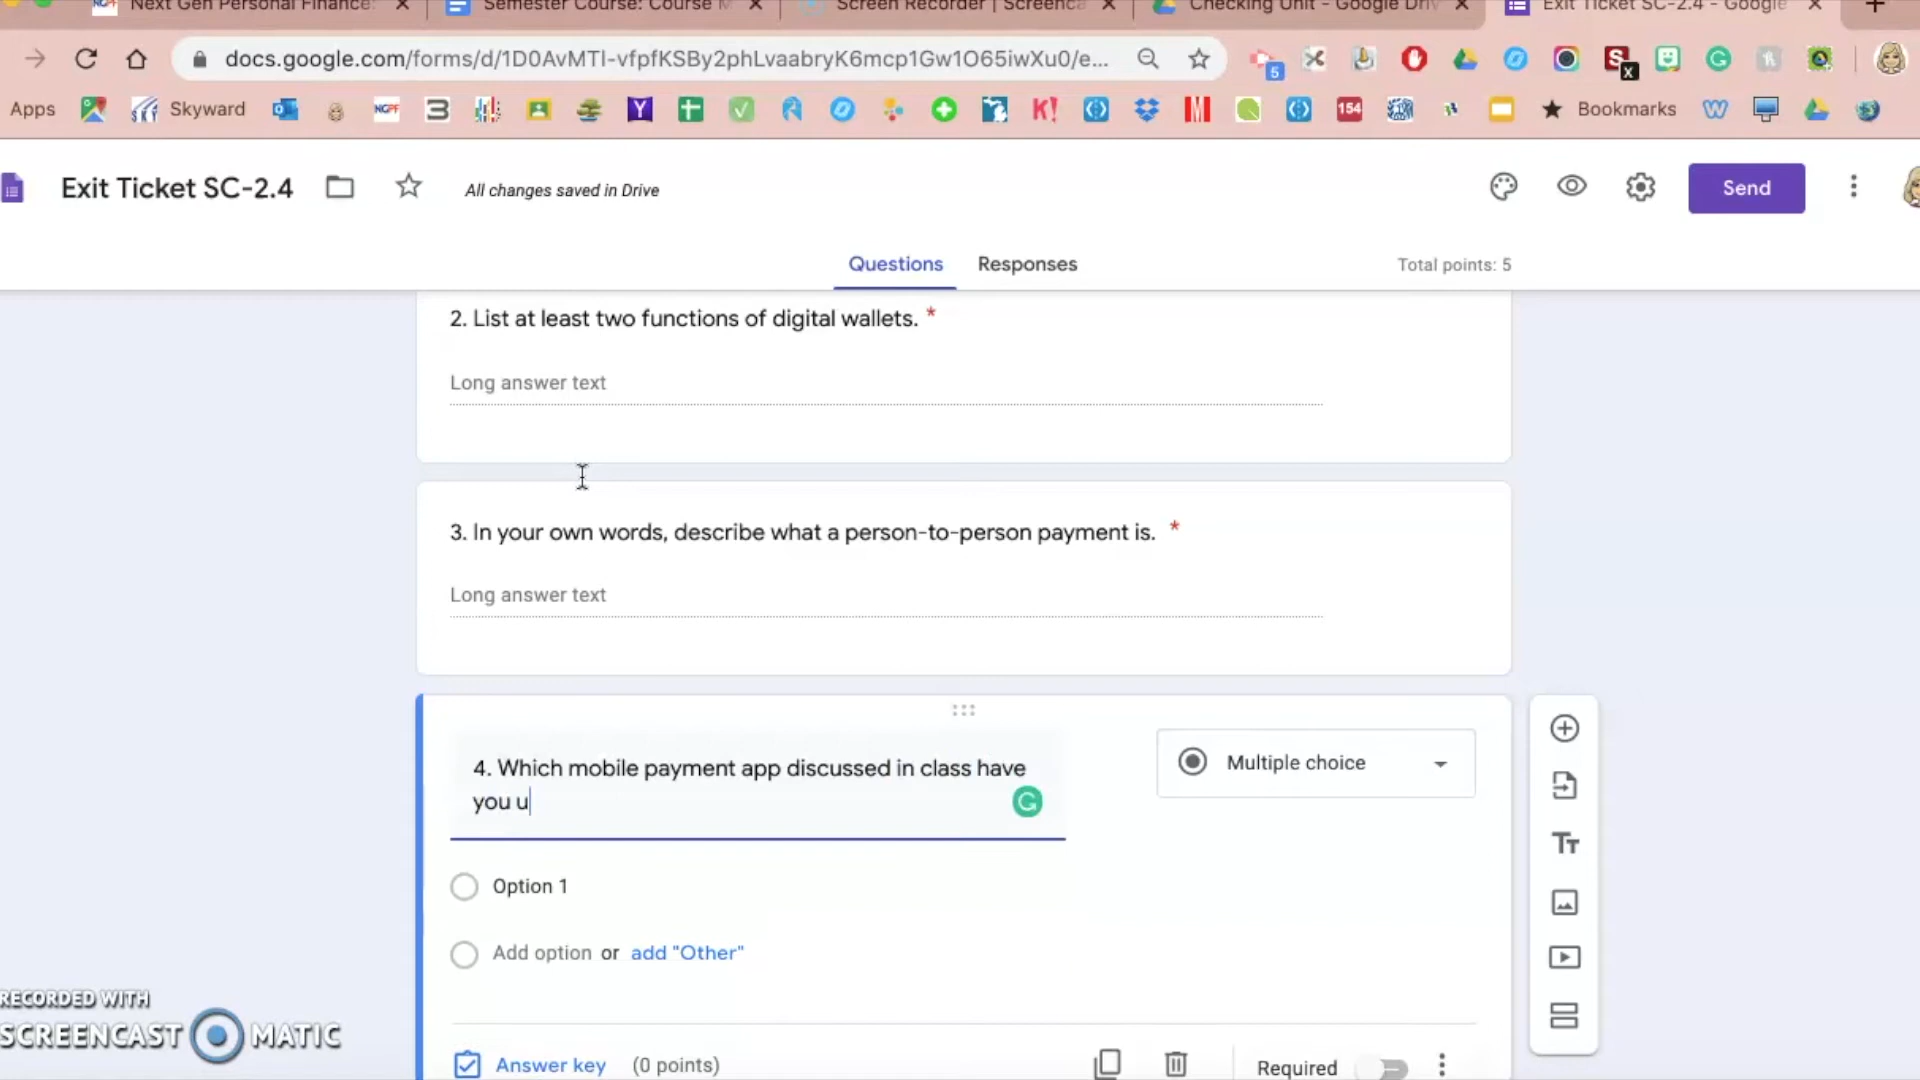 Next Gen Personal Finance:
Semester Course: Course M
Screen Recorder | Screenca
Checking Unit - Google Driv
Exit Ticket SC-2.4 - Google
docs.google.com/forms/d/1D0AvMTI-vfpfKSBy2phLvaabryK6mcp1Gw1O65iwXu0/e...
5
Apps
Skyward
NGPF
K!
154
Bookmarks
Exit Ticket SC-2.4
All changes saved in Drive
Send
Questions
Responses
Total points: 5
2. List at least two functions of digital wallets. *
Long answer text
3. In your own words, describe what a person-to-person payment is. *
Long answer text
4. Which mobile payment app discussed in class have
you u
Multiple choice
Option 1
Add option or add "Other"
Answer key (0 points)
Required
RECORDED WITH
SCREENCAST MATIC